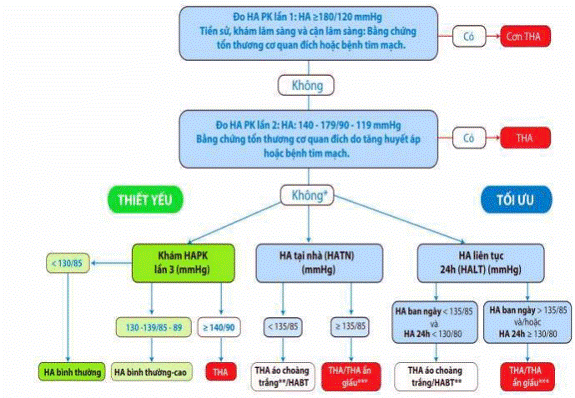 Đo HA PK lần 1: HA ≥180/120 mmHg
Tiền sử, khám lâm sàng và cận lâm sàng: Bằng chứng
tổn thương cơ quan đích hoặc bệnh tim mạch.
Có
Cơn THA
Không
Đo HA PK lần 2: HA: 140 - 179/90 - 119 mmHg
Bằng chứng tổn thương cơ quan đích do tăng huyết áp
hoặc bệnh tim mạch.
Có
THA
THIẾT YẾU
Không*
TỐI ƯU
< 130/85
Khám HAPK
lần 3 (mmHg)
HA tại nhà (HATN)
(mmHg)
HA liên tục
24h (HALT) (mmHg)
130 -139/85 - 89
≥ 140/90
<135/85
≥ 135/85
HA ban ngày < 135/85
và
HA 24h < 130/80
HA ban ngày > 135/85
và/hoặc
HA 24h ≥ 130/80
HA bình thường
HA bình thường-cao
THA
THA áo choàng
trắng**/HABT
THA/THA ẩn
giấu***
THA áo choàng
trắng/HABT**
THA/THA ẩn
giấu***